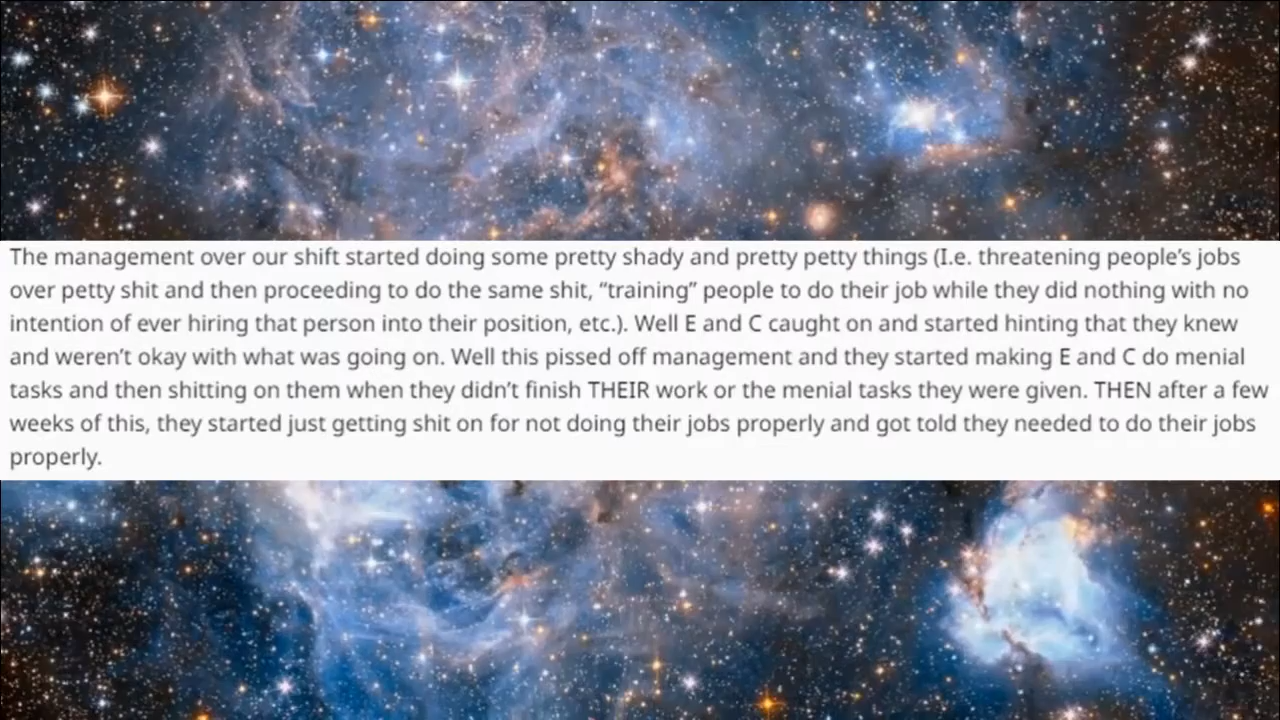 The management over our shift started doing some pretty shady and pretty petty things (I.e. threatening people's jobs
over petty shit and then proceeding to do the same shit, “training” people to do their job while they did nothing with no
intention of ever hiring that person into their position, etc.). Well E and C caught on and started hinting that they knew
and weren't okay with what was going on. Well this pissed off management and they started making E and C do menial
tasks and then shitting on them when they didn't finish THEIR work or the menial tasks they were given. THEN after a few
weeks of this, they started just getting shit on for not doing their jobs properly and got told they needed to do their jobs
properly.